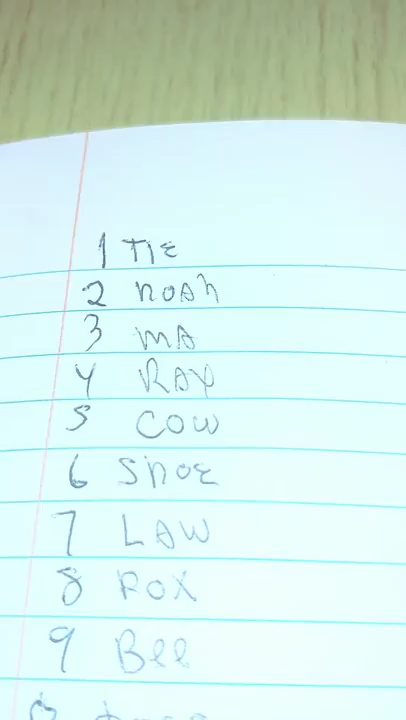 1 TIE
2 noah
3 MA
4 RAY
5 COW
6 ShOE
7 LAW
8 FOX
9 Bee